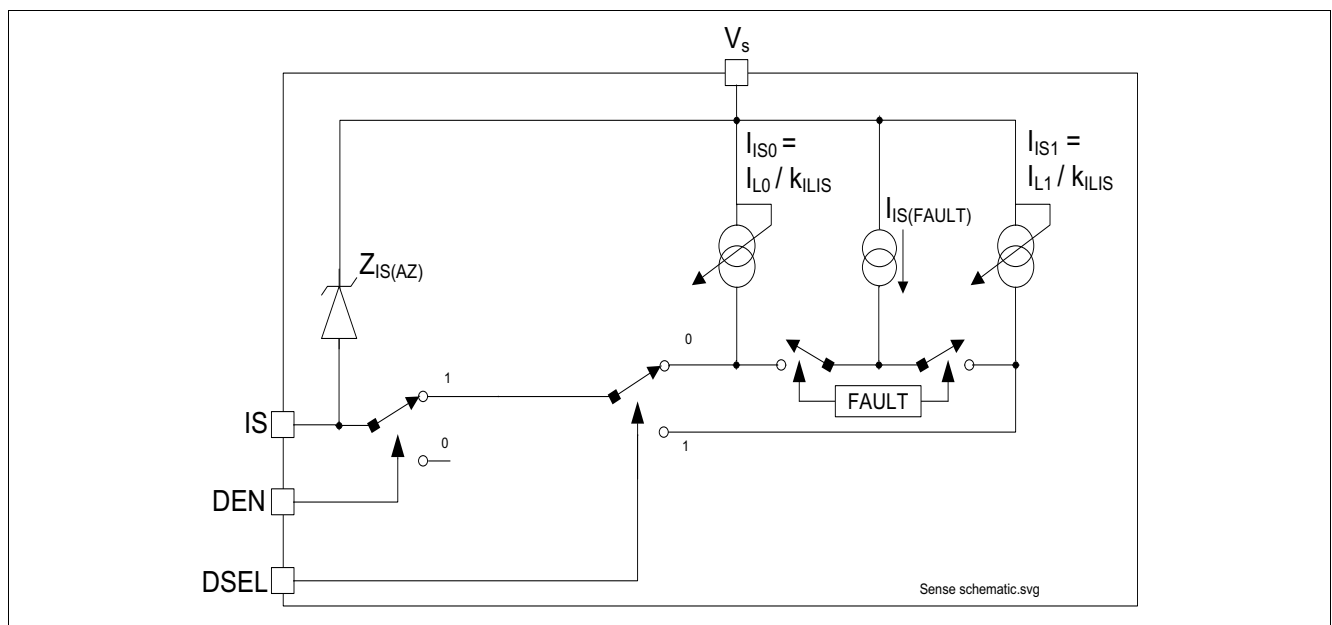 Vs
IIS0 =
IL0 / kILIS
IIS1 =
IL1 / kILIS
IIS(FAULT)
ZIS(AZ)
0
1
FAULT
IS
0
1
DEN
DSEL
Sense schematic.svg